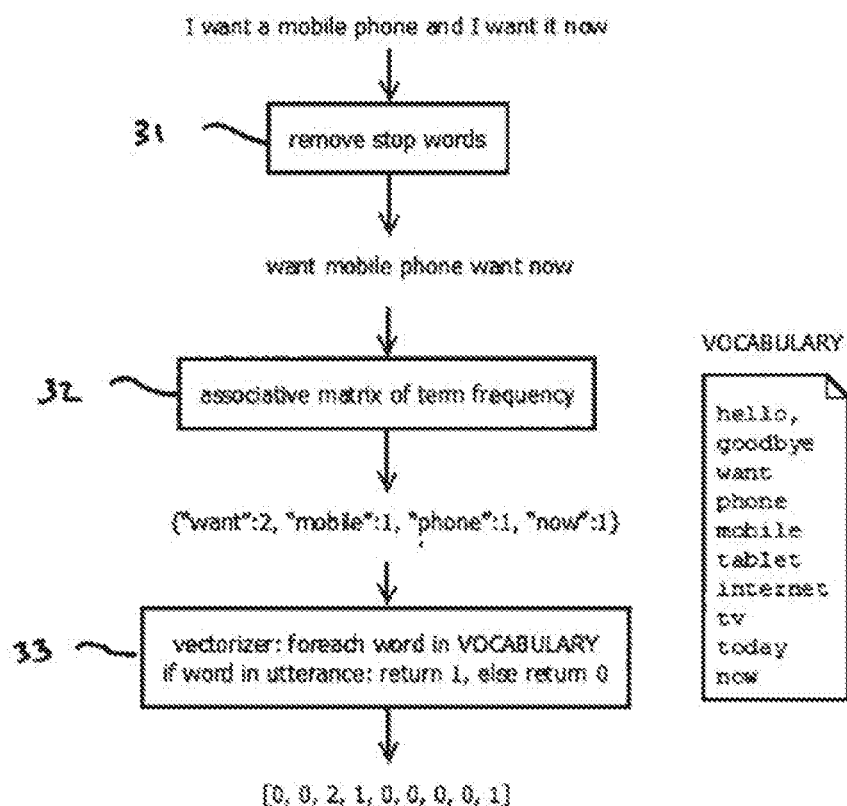 I want a mobile phone and I want it now
31
remove stop words
want mobile phone want now
32
associative matrix of term frequency
{"want":2, "mobile":1, "phone":1, "now":1}
33
vectorizer: foreach word in VOCABULARY
if word in utterance: return 1, else return 0
[0, 0, 2, 1, 0, 0, 0, 0, 1]
VOCABULARY
hello,
goodbye
want
phone
mobile
tablet
internet
tv
today
now